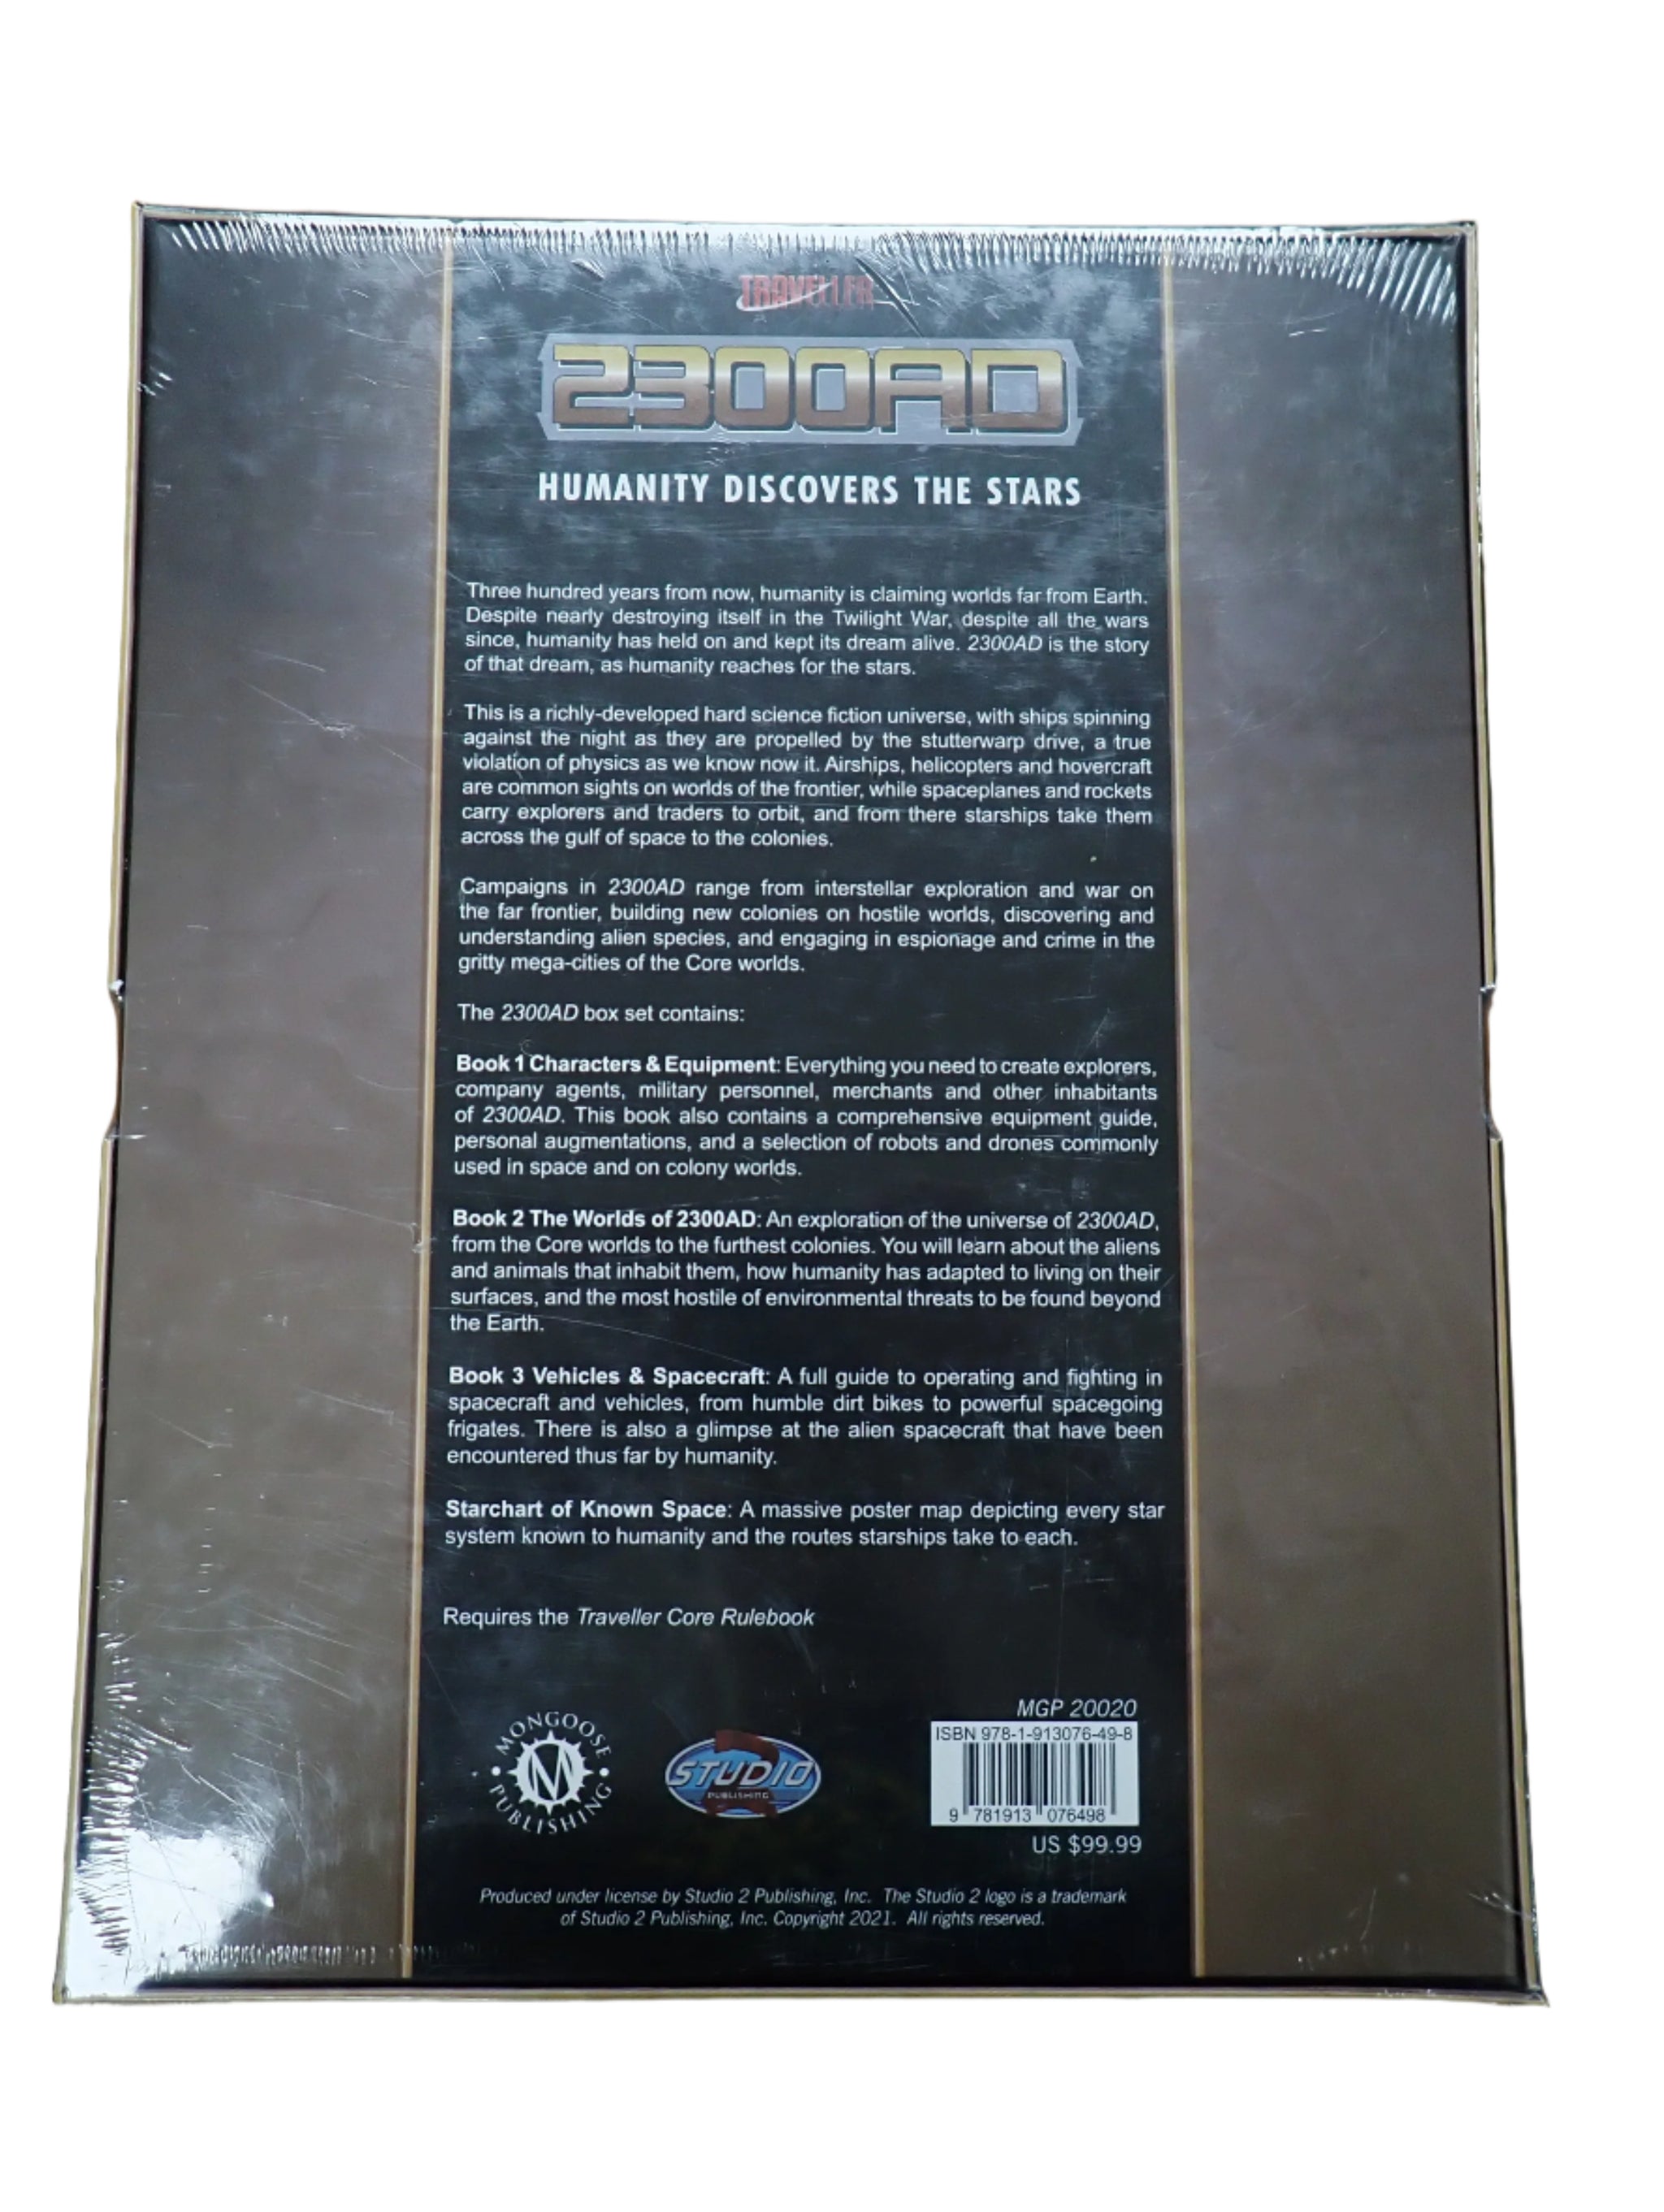 TRAVELLER
2300AD
HUMANITY DISCOVERS THE STARS
Three hundred years from now, humanity is claiming worlds far from Earth.
Despite nearly destroying itself in the Twilight War, despite all the wars
since, humanity has held on and kept its dream alive. 2300AD is the story
of that dream, as humanity reaches for the stars.
This is a richly-developed hard science fiction universe, with ships spinning
against the night as they are propelled by the stutterwarp drive, a true
violation of physics as we know now it. Airships, helicopters and hovercraft
are common sights on worlds of the frontier, while spaceplanes and rockets
carry explorers and traders to orbit, and from there starships take them
across the gulf of space to the colonies.
Campaigns in 2300AD range from interstellar exploration and war on
the far frontier, building new colonies on hostile worlds, discovering and
understanding alien species, and engaging in espionage and crime in the
gritty mega-cities of the Core worlds.
The 2300AD box set contains:
Book 1 Characters & Equipment: Everything you need to create explorers,
company agents, military personnel, merchants and other inhabitants
of 2300AD. This book also contains a comprehensive equipment guide,
personal augmentations, and a selection of robots and drones commonly
used in space and on colony worlds.
Book 2 The Worlds of 2300AD: An exploration of the universe of 2300AD,
from the Core worlds to the furthest colonies. You will learn about the aliens
and animals that inhabit them, how humanity has adapted to living on their
surfaces, and the most hostile of environmental threats to be found beyond
the Earth.
Book 3 Vehicles & Spacecraft: A full guide to operating and fighting in
spacecraft and vehicles, from humble dirt bikes to powerful spacegoing
frigates. There is also a glimpse at the alien spacecraft that have been
encountered thus far by humanity.
Starchart of Known Space: A massive poster map depicting every star
system known to humanity and the routes starships take to each.
Requires the Traveller Core Rulebook
MONGOOSE
M
PUBLISHING
2
STUDIO
PUBLISHING
MGP 20020
ISBN 978-1-913076-49-8
9 781913 076498
US $99.99
Produced under license by Studio 2 Publishing, Inc. The Studio 2 logo is a trademark
of Studio 2 Publishing, Inc. Copyright 2021. All rights reserved.